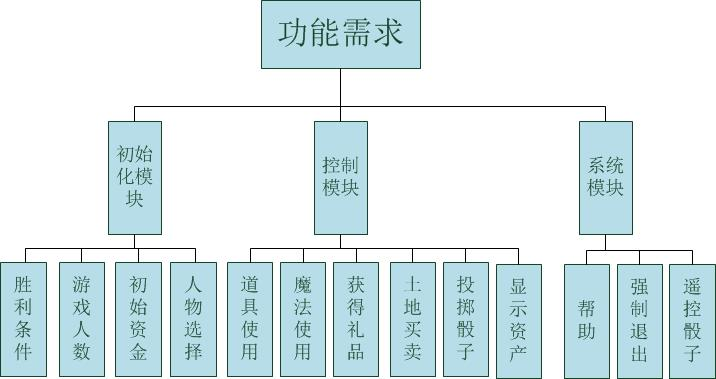 功能需求
初始
化模
块
控制
模块
系统
模块
胜利条件
游戏人数
初始资金
人物选择
道具使用
魔法使用
获得礼品
土地买卖
投掷骰子
显示资产
帮助
强制退出
遥控骰子